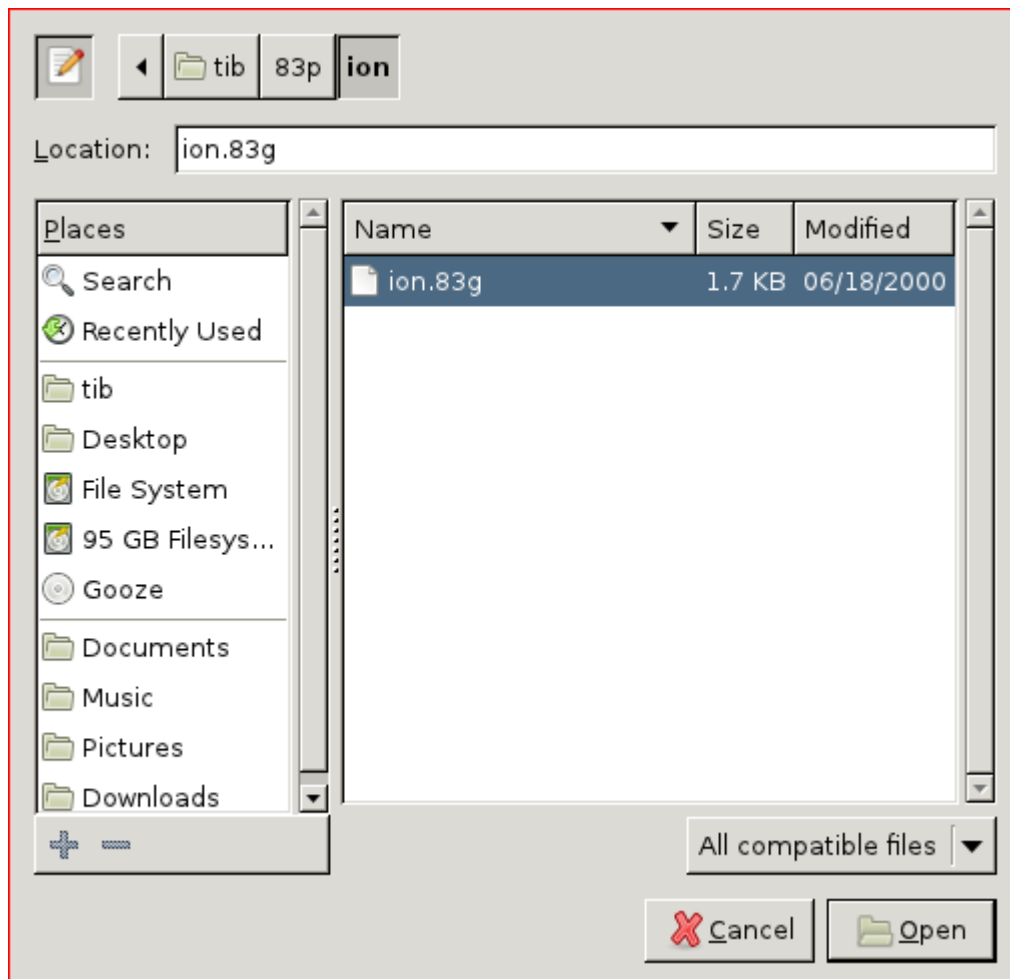 tib 83p ion
Location: ion.83g
Places
Search
Recently Used
tib
Desktop
File System
95 GB Filesys...
Gooze
Documents
Music
Pictures
Downloads
Name Size Modified
ion.83g 1.7 KB 06/18/2000
All compatible files
Cancel Open